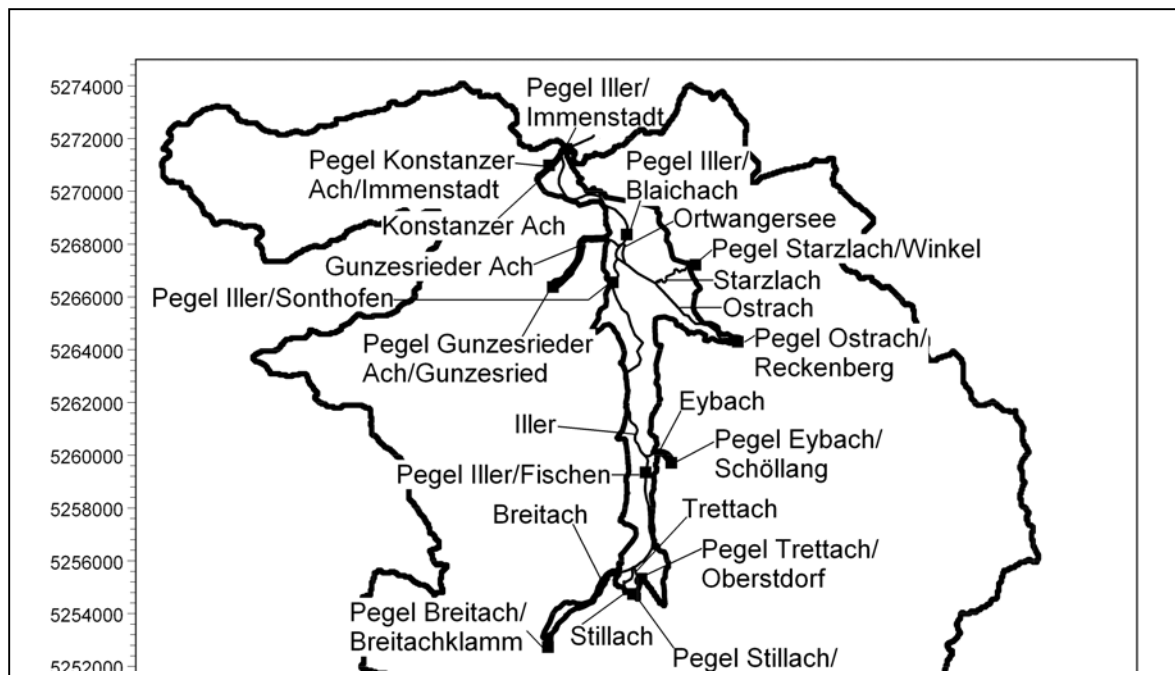 5274000
5272000
5270000
5268000
5266000
5264000
5262000
5260000
5258000
5256000
5254000
5252000
Pegel Iller/
Immenstadt
Pegel Konstanzer
Ach/Immenstadt
Pegel Iller/
Blaichach
Konstanzer Ach
Ortwangersee
Pegel Starzlach/Winkel
Gunzesrieder Ach
Starzlach
Pegel Iller/Sonthofen
Ostrach
Pegel Gunzesrieder
Ach/Gunzesried
Pegel Ostrach/
Reckenberg
Eybach
Iller
Pegel Eybach/
Schöllang
Pegel Iller/Fischen
Breitach
Trettach
Pegel Trettach/
Oberstdorf
Pegel Breitach/
Breitachklamm
Stillach
Pegel Stillach/